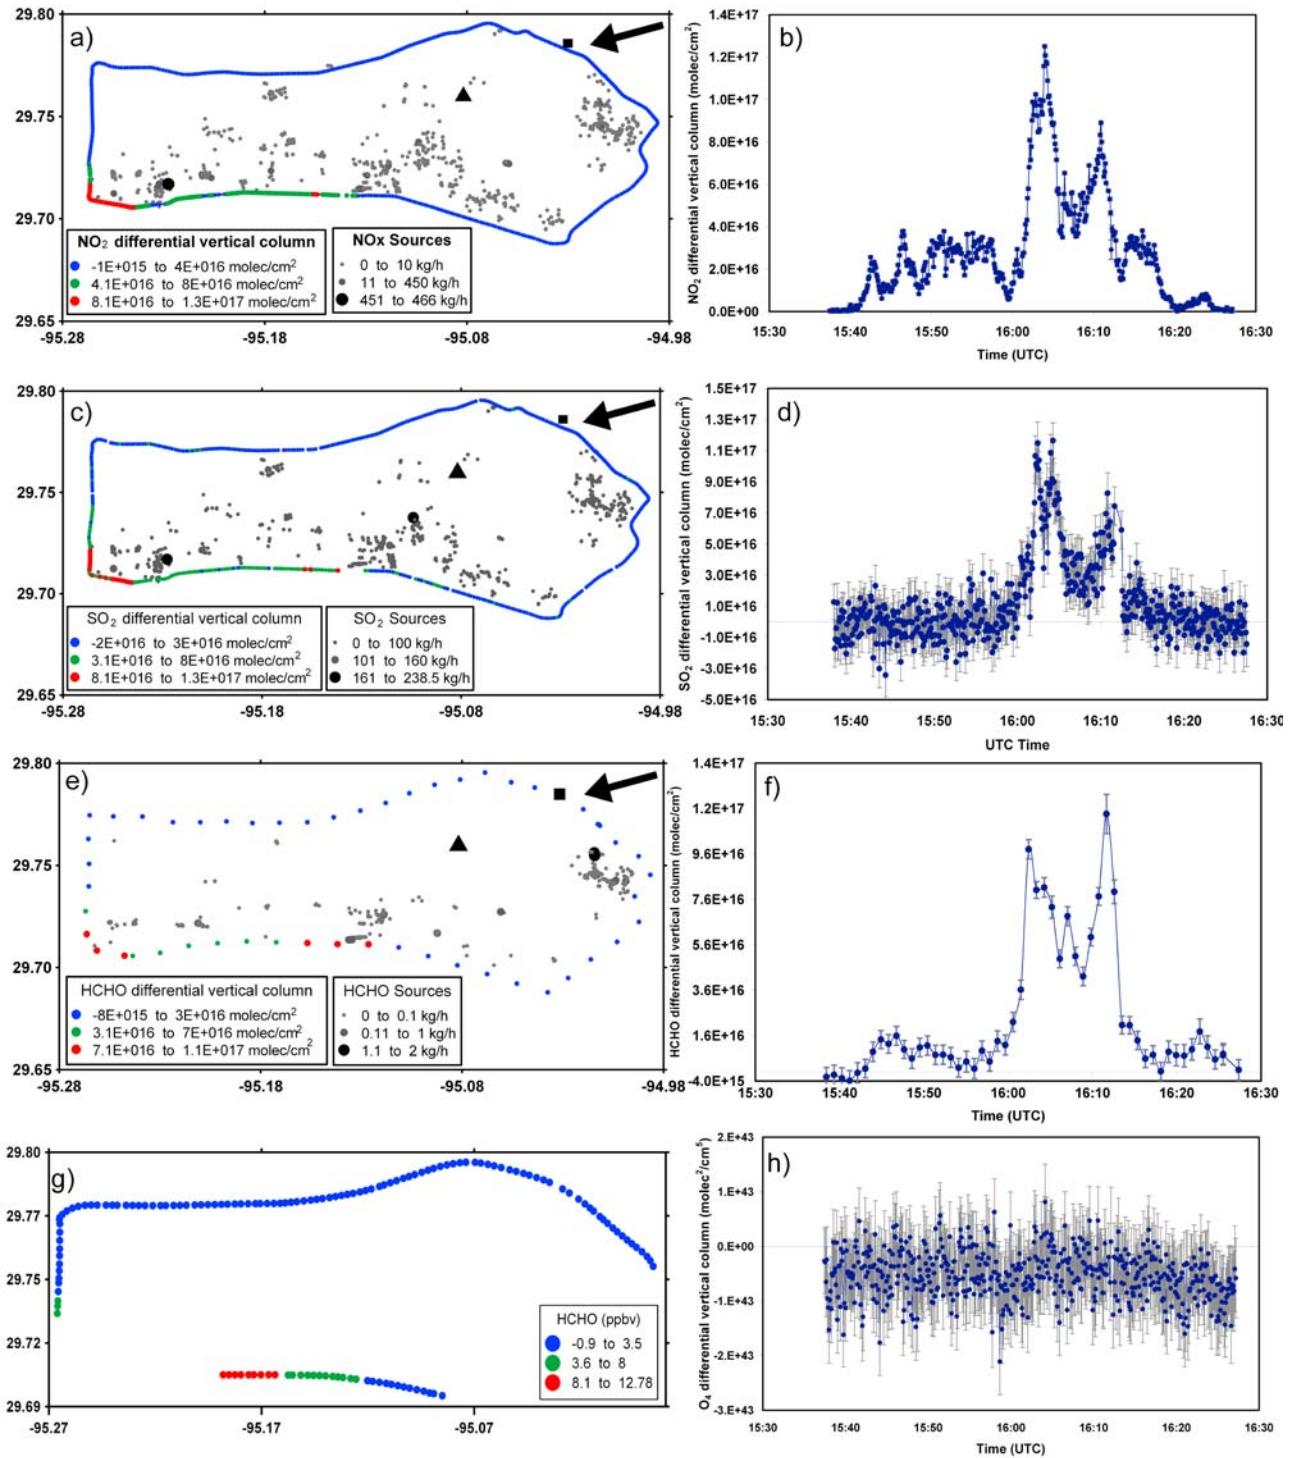 a)
29.80
29.75
29.70
29.65
-95.28
-95.18
-95.08
-94.98
NO2 differential vertical column
-1E+015 to 4E+016 molec/cm2
4.1E+016 to 8E+016 molec/cm2
8.1E+016 to 1.3E+017 molec/cm2
NOx Sources
0 to 10 kg/h
11 to 450 kg/h
451 to 466 kg/h
b)
NO2 differential vertical column (molec/cm2)
1.4E+17
1.2E+17
1.0E+17
8.0E+16
6.0E+16
4.0E+16
2.0E+16
0.0E+00
15:30
15:40
15:50
16:00
16:10
16:20
16:30
Time (UTC)
c)
29.80
29.75
29.70
29.65
-95.28
-95.18
-95.08
-94.98
SO2 differential vertical column
-2E+016 to 3E+016 molec/cm2
3.1E+016 to 8E+016 molec/cm2
8.1E+016 to 1.3E+017 molec/cm2
SO2 Sources
0 to 100 kg/h
101 to 160 kg/h
161 to 238.5 kg/h
d)
SO2 differential vertical column (molec/cm2)
1.5E+17
1.3E+17
1.1E+17
9.0E+16
7.0E+16
5.0E+16
3.0E+16
1.0E+16
-1.0E+16
-3.0E+16
-5.0E+16
15:30
15:40
15:50
16:00
16:10
16:20
16:30
UTC Time
e)
29.80
29.75
29.70
29.65
-95.28
-95.18
-95.08
-94.98
HCHO differential vertical column
-8E+015 to 3E+016 molec/cm2
3.1E+016 to 7E+016 molec/cm2
7.1E+016 to 1.1E+017 molec/cm2
HCHO Sources
0 to 0.1 kg/h
0.11 to 1 kg/h
1.1 to 2 kg/h
f)
HCHO differential vertical column (molec/cm2)
1.4E+17
1.2E+17
9.6E+16
7.6E+16
5.6E+16
3.6E+16
1.6E+16
-4.0E+15
15:30
15:40
15:50
16:00
16:10
16:20
16:30
Time (UTC)
g)
29.80
29.77
29.75
29.72
29.69
-95.27
-95.17
-95.07
HCHO (ppbv)
-0.9 to 3.5
3.6 to 8
8.1 to 12.78
h)
O4 differential vertical column (molec2/cm5)
2.E+43
1.E+43
0.E+00
-1.E+43
-2.E+43
-3.E+43
15:30
15:40
15:50
16:00
16:10
16:20
16:30
Time (UTC)